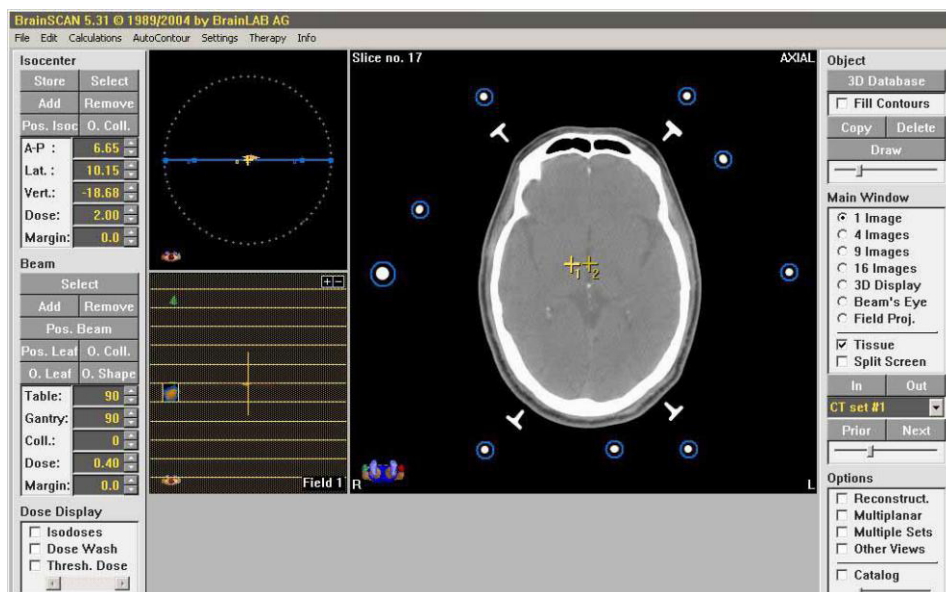 BrainSCAN 5.31 © 1989/2004 by BrainLAB AG
File Edit Calculations AutoContour Settings Therapy Info
Isocenter
Store Select
Add Remove
Pos. Isoc O. Coll.
A-P : 6.65
Lat. : 10.15
Vert.: -18.68
Dose: 2.00
Margin: 0.0
Beam
Select
Add Remove
Pos. Beam
Pos. Leaf O. Coll.
O. Leaf O. Shape
Table: 90
Gantry: 90
Coll.: 0
Dose: 0.40
Margin: 0.0
Dose Display
Isodoses
Dose Wash
Thresh. Dose
Field 1
Slice no. 17 AXIAL
1 2
R L
Object
3D Database
Fill Contours
Copy Delete
Draw
Main Window
1 Image
4 Images
9 Images
16 Images
3D Display
Beam's Eye
Field Proj.
Tissue
Split Screen
In Out
CT set #1
Prior Next
Options
Reconstruct.
Multiplanar
Multiple Sets
Other Views
Catalog